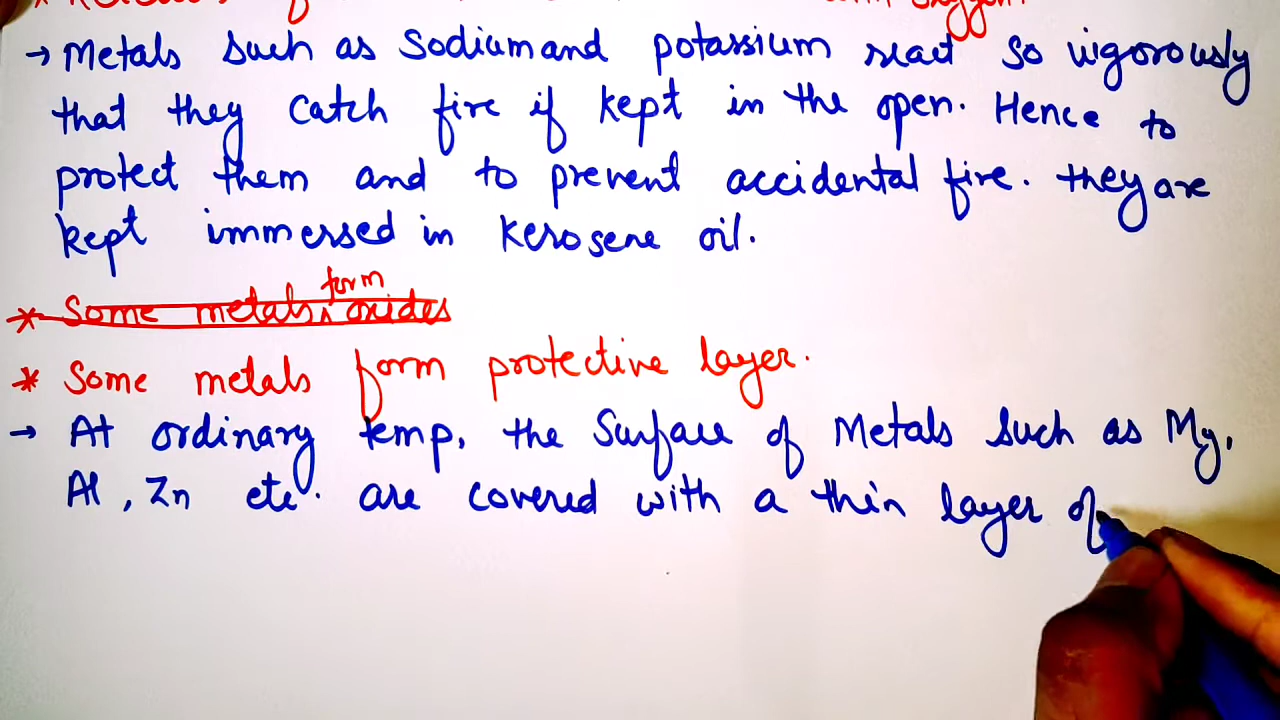 → Metals such as Sodium and potassium react so vigorously
that they catch fire if kept in the open. Hence to
protect them and to prevent accidental fire. they are
kept immersed in kerosene oil.
* Some metals form oxides
* Some metals form protective layer.
→ At ordinary temp, the Surface of Metals such as Mg,
Al, Zn etc. are covered with a thin layer of